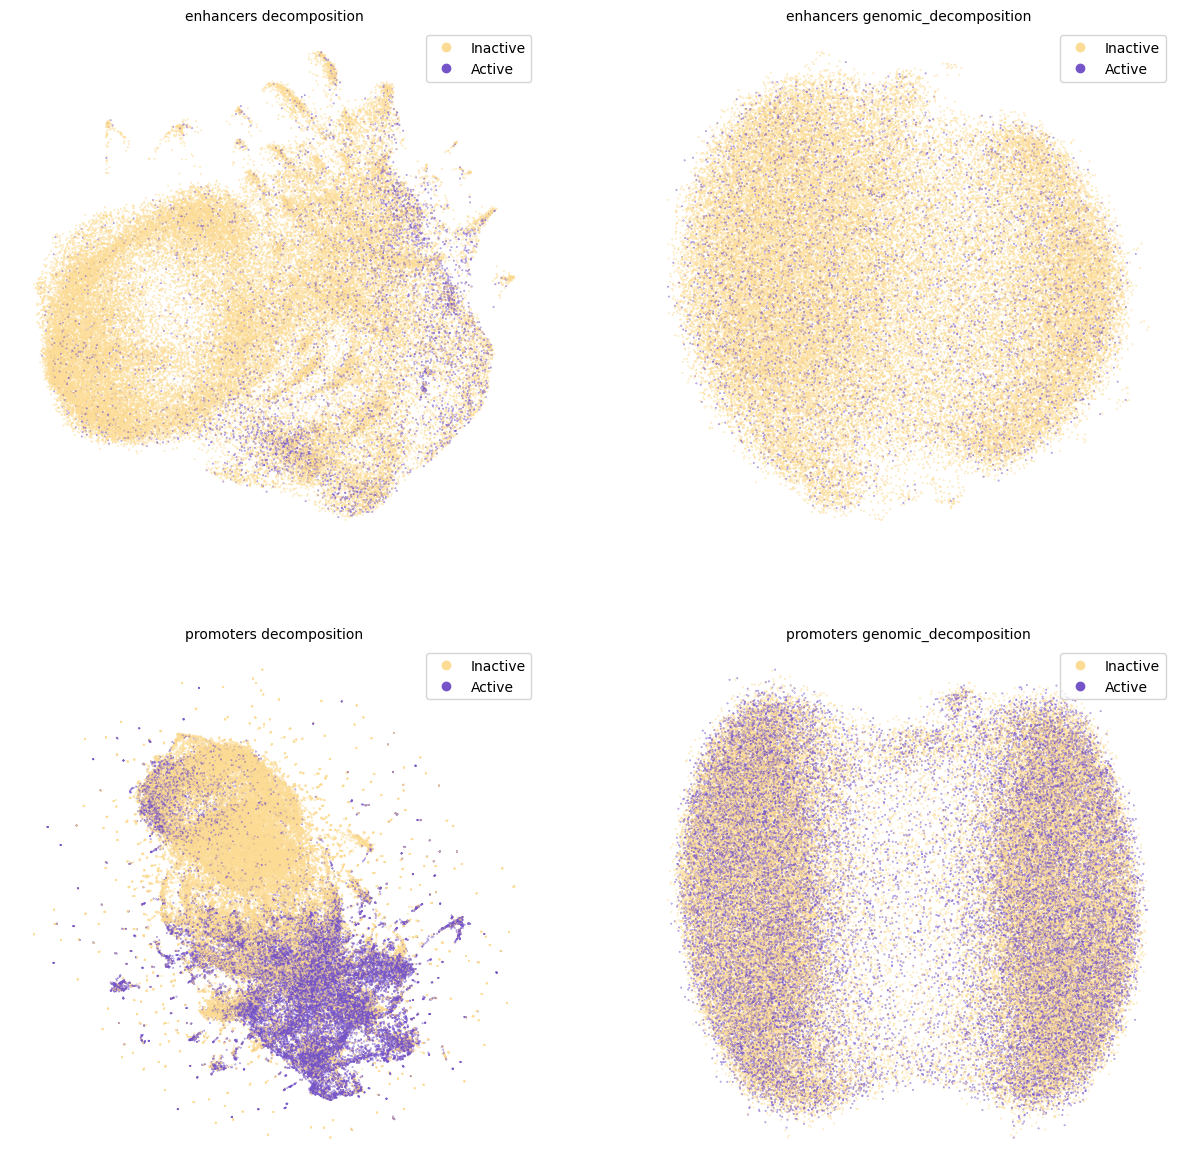 enhancers decomposition
Inactive
Active
enhancers genomic_decomposition
Inactive
Active
promoters decomposition
Inactive
Active
promoters genomic_decomposition
Inactive
Active